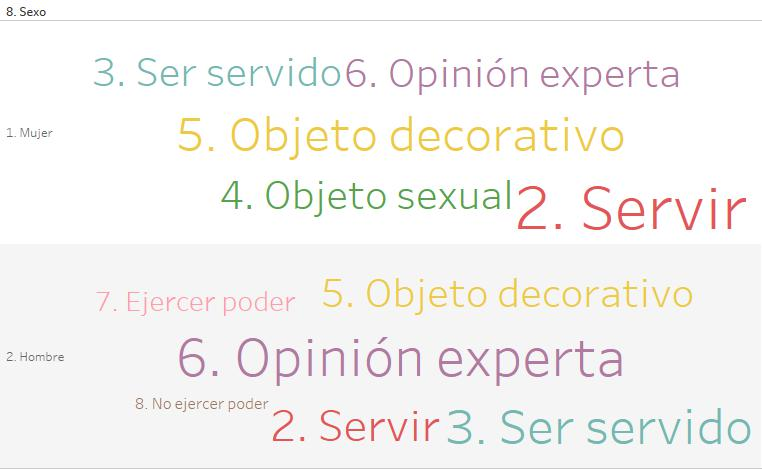 8. Sexo
3. Ser servido 6. Opinión experta
1. Mujer
5. Objeto decorativo
4. Objeto sexual 2. Servir
7. Ejercer poder 5. Objeto decorativo
2. Hombre
6. Opinión experta
8. No ejercer poder
2. Servir 3. Ser servido